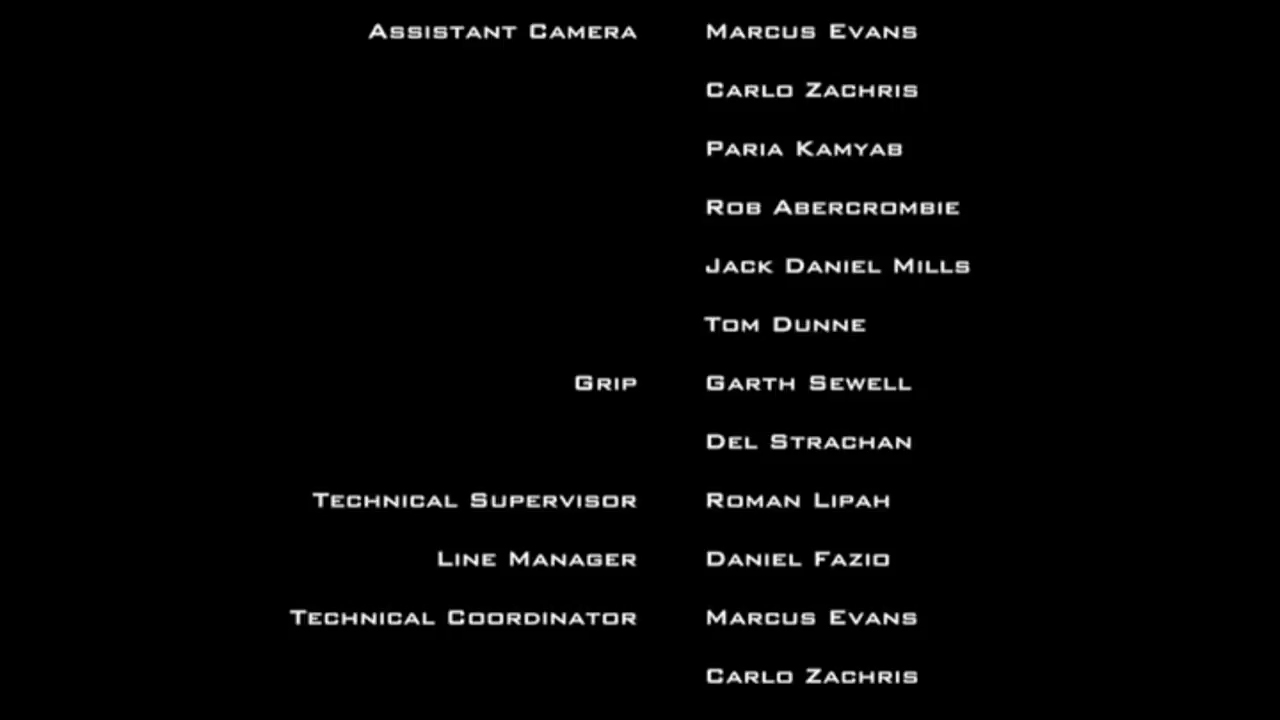 Assistant Camera Marcus Evans
Carlo Zachris
Paria Kamyab
Rob Abercrombie
Jack Daniel Mills
Tom Dunne
Grip Garth Sewell
Del Strachan
Technical Supervisor Roman Lipah
Line Manager Daniel Fazio
Technical Coordinator Marcus Evans
Carlo Zachris